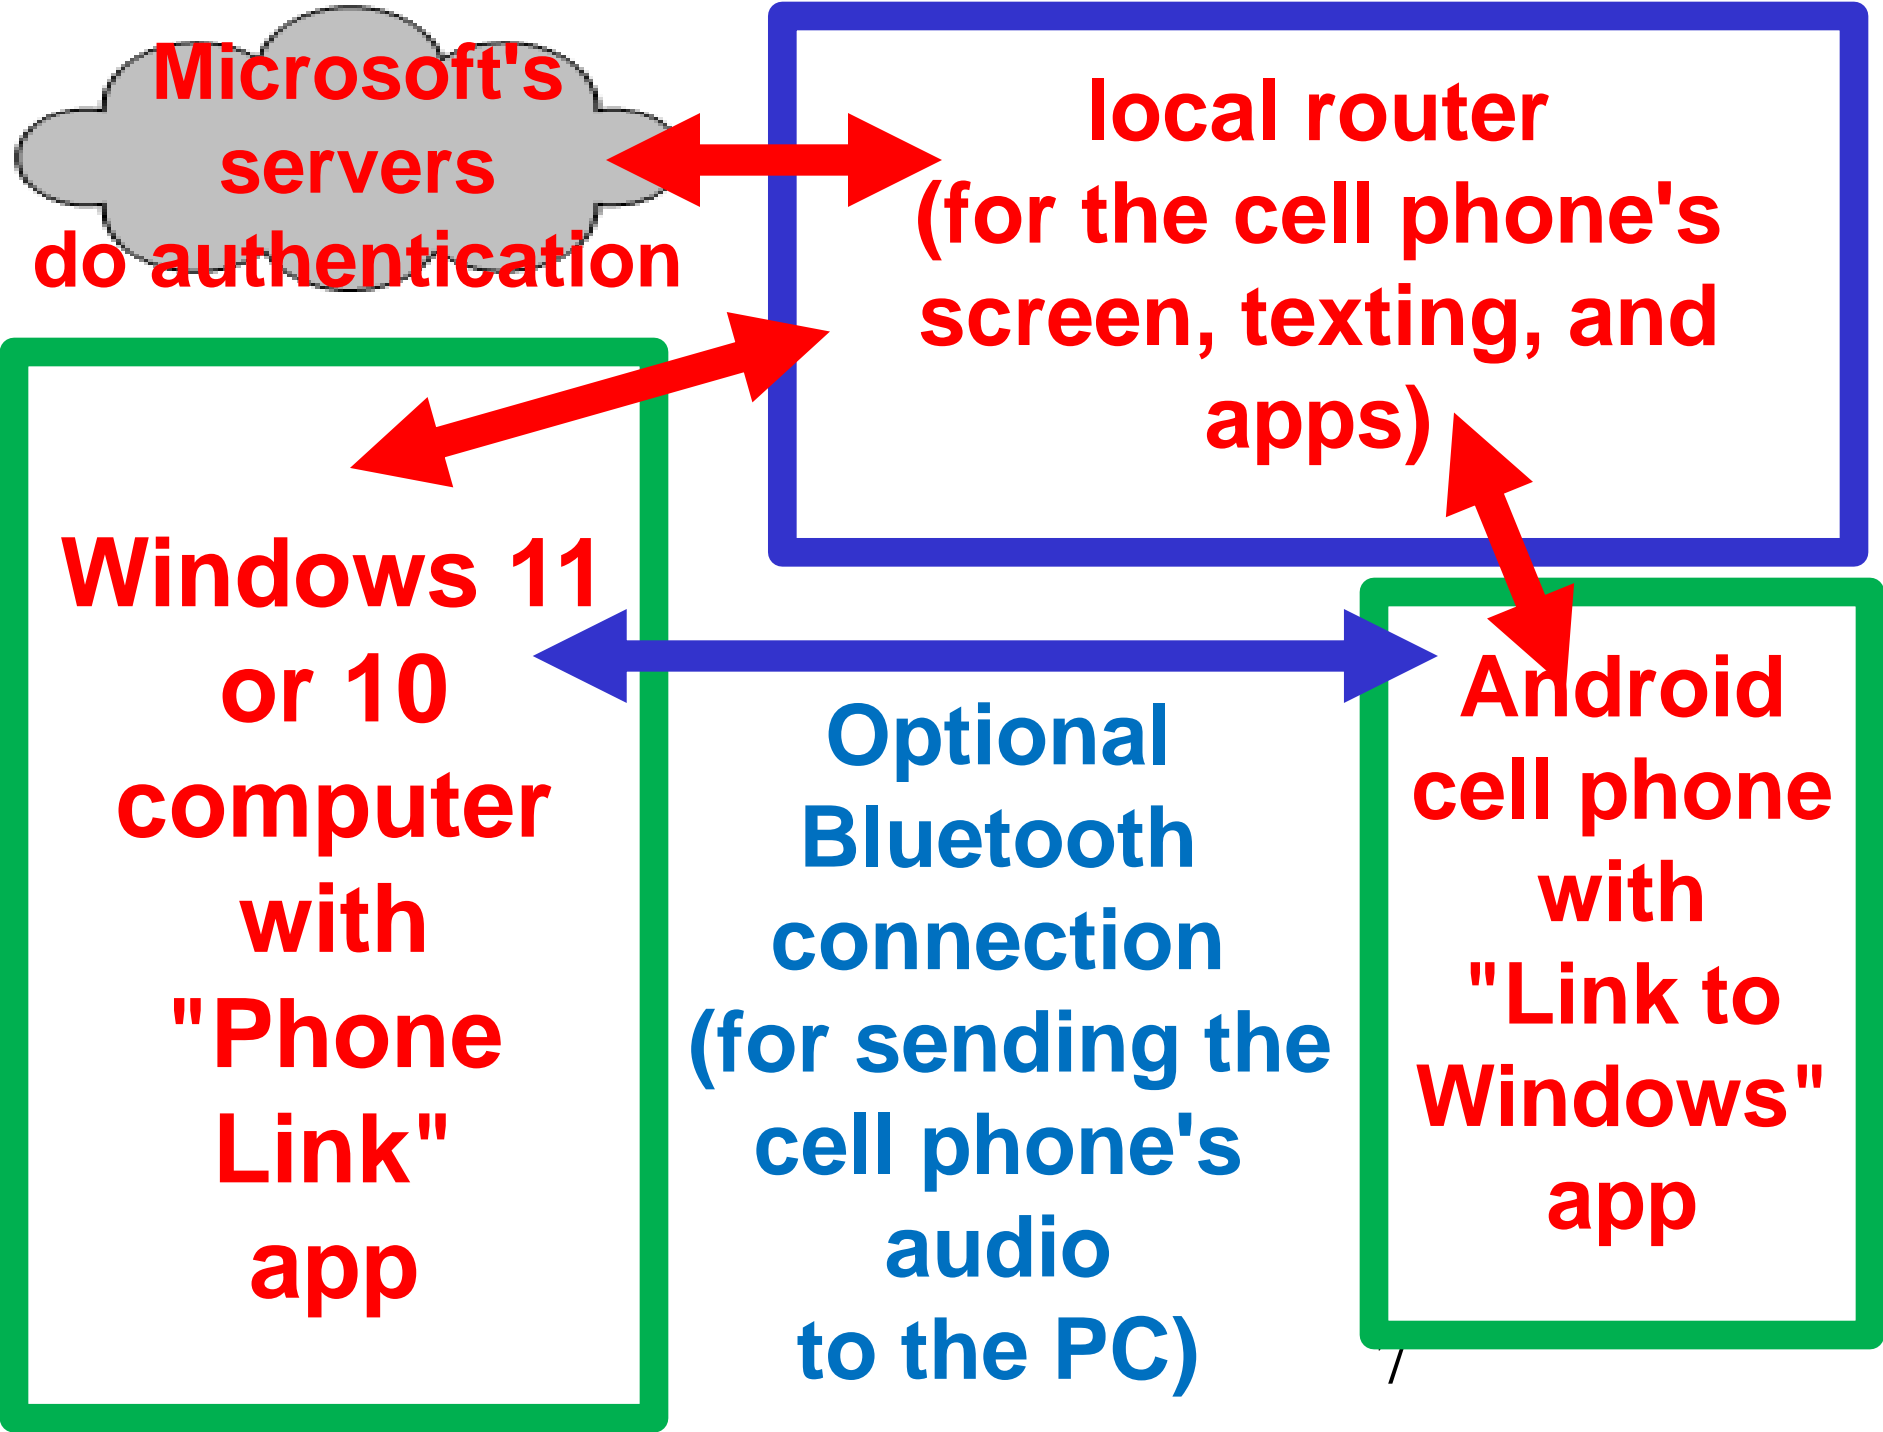 Microsoft's
servers
do authentication
local router
(for the cell phone's
screen, texting, and
apps)
Windows 11
or 10
computer
with
"Phone
Link"
app
Optional
Bluetooth
connection
(for sending the
cell phone's
audio
to the PC)
Android
cell phone
with
"Link to
Windows"
app